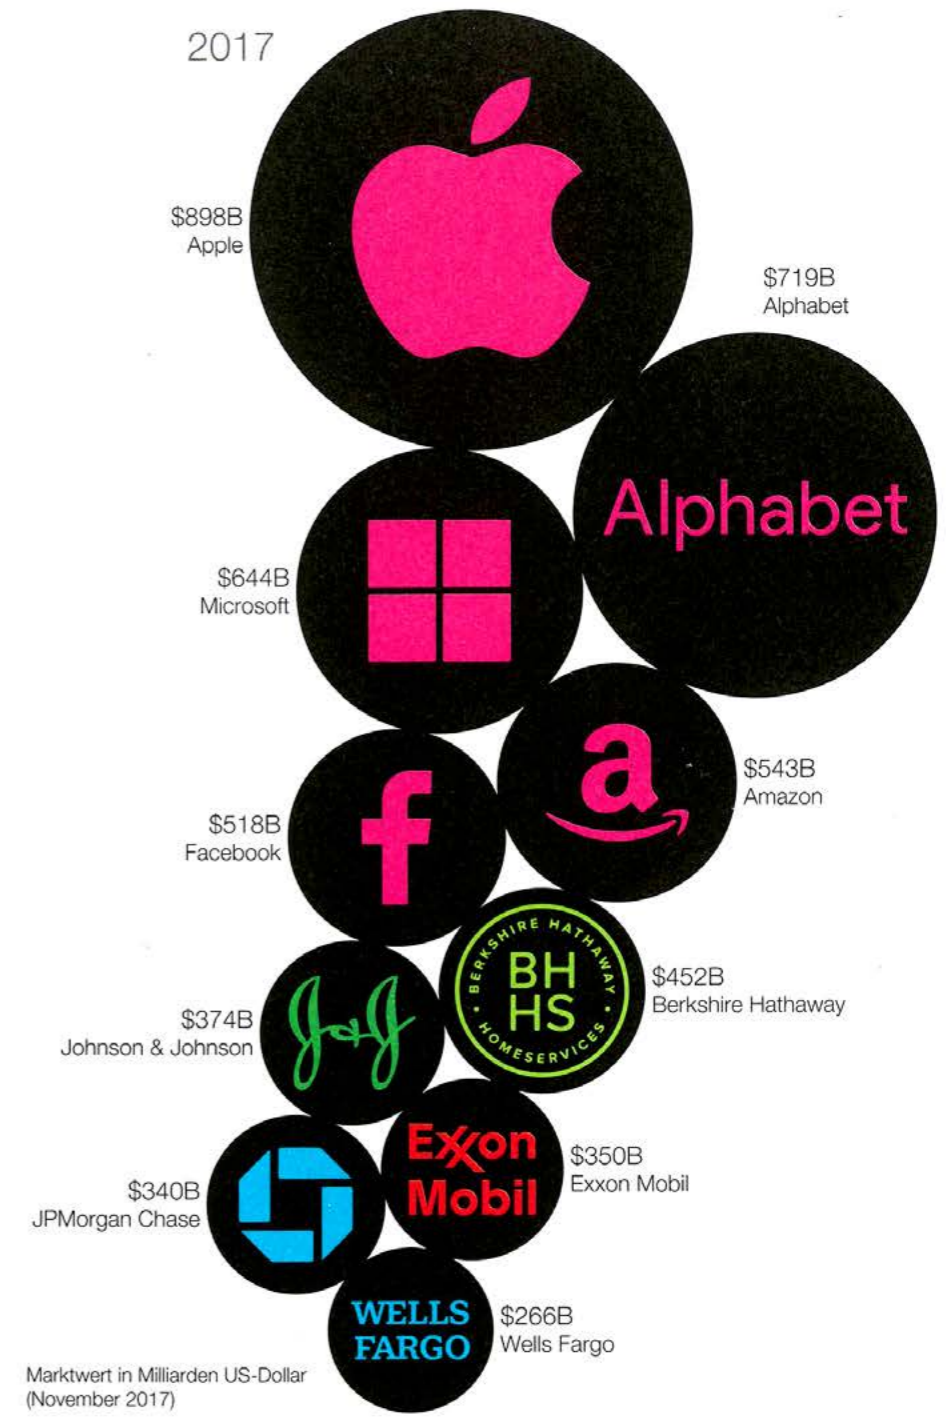 2017
$898B
Apple
$719B
Alphabet
Alphabet
$644B
Microsoft
a
$543B
Amazon
f
$518B
Facebook
BERKSHIRE HATHAWAY
BH
HS
HOMESERVICES
$452B
Berkshire Hathaway
J&J
$374B
Johnson & Johnson
Exxon
Mobil
$350B
Exxon Mobil
$340B
JPMorgan Chase
WELLS
FARGO
$266B
Wells Fargo
Marktwert in Milliarden US-Dollar
(November 2017)